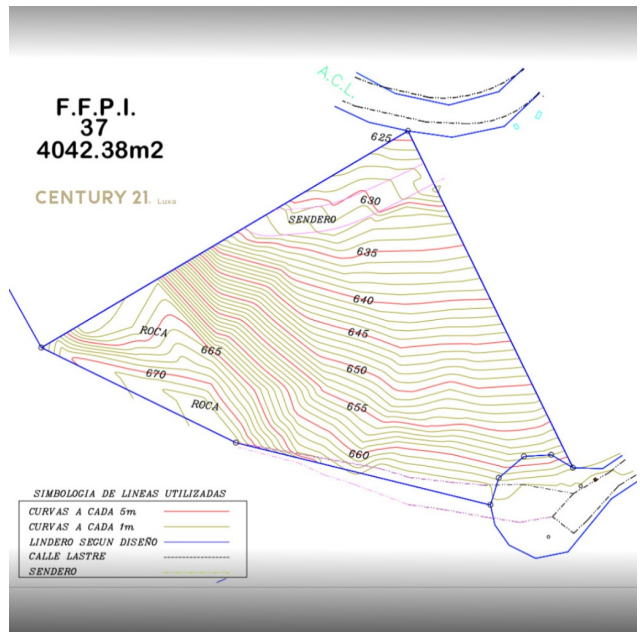 A.C.L.
F.F.P.I.
37
4042.38m2
CENTURY 21. Luxa
625
630
SENDERO
635
640
ROCA
645
665
650
670
655
ROCA
660
SIMBOLOGIA DE LINEAS UTILIZADAS
CURVAS A CADA 5m
CURVAS A CADA 1m
LINDERO SEGUN DISEÑO
CALLE LASTRE
SENDERO